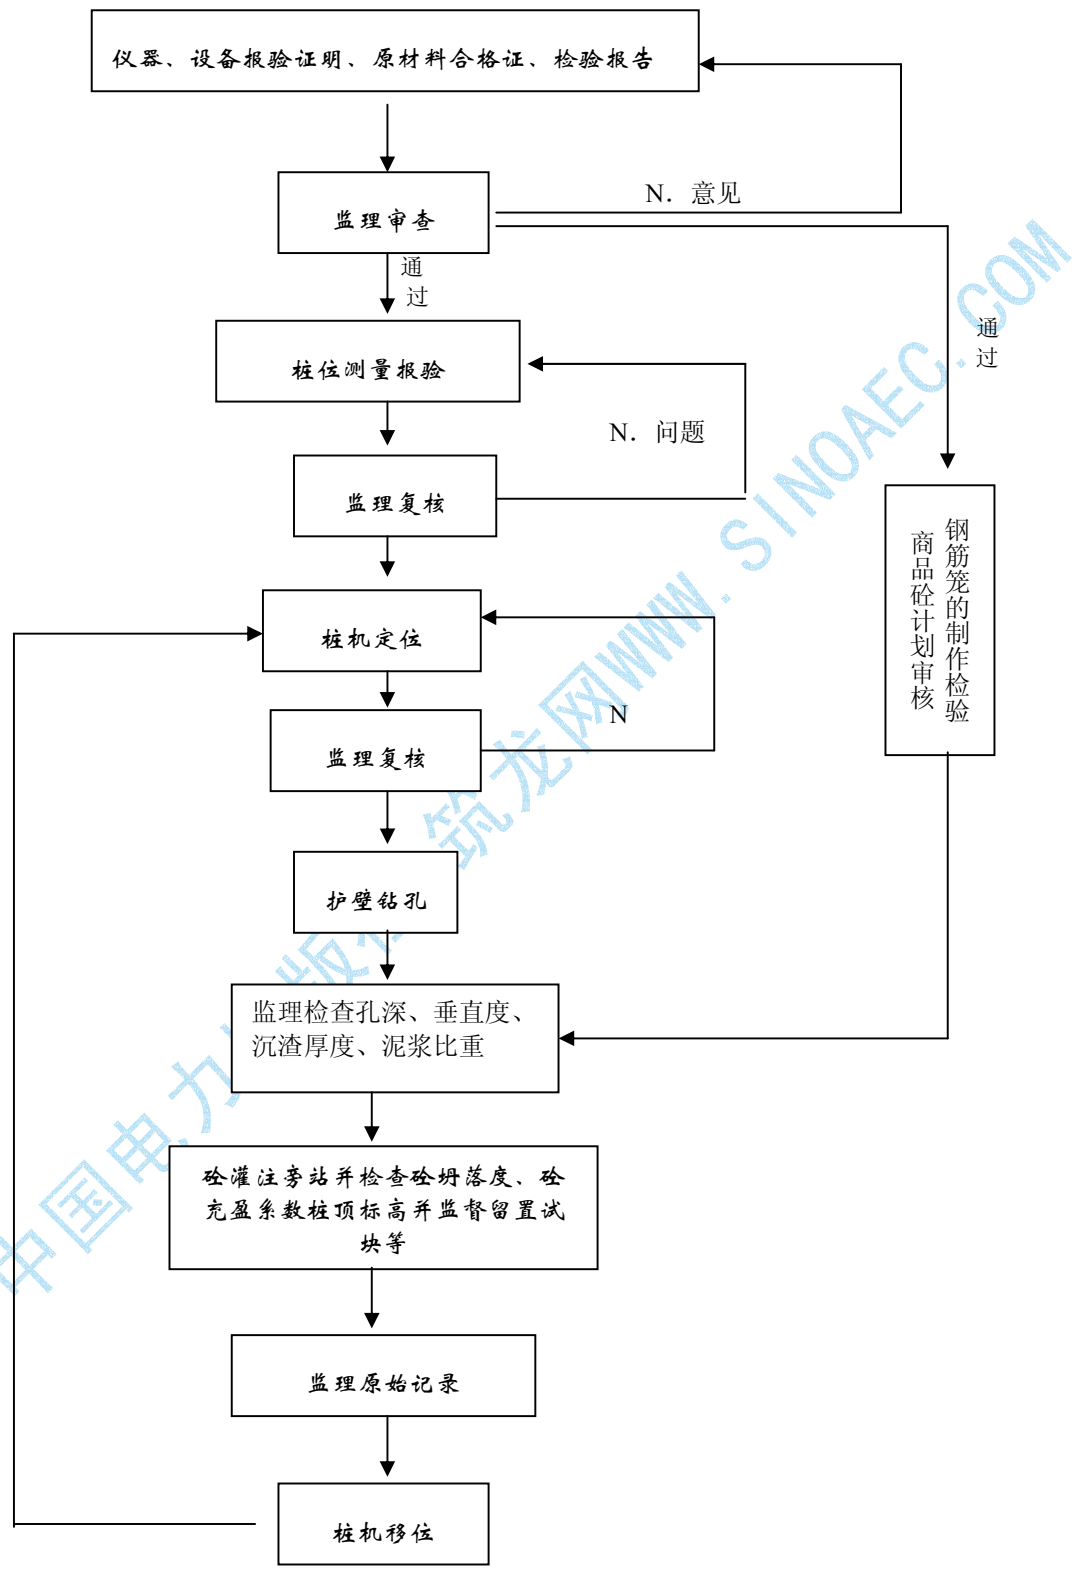 仪器、设备报验证明、原材料合格证、检验报告
N．意见
监理审查
通
过
通
过
桩位测量报验
N．问题
监理复核
钢筋笼的制作检验
商品砼计划审核
桩机定位
N
监理复核
护壁钻孔
监理检查孔深、垂直度、
沉渣厚度、泥浆比重
砼灌注旁站并检查砼坍落度、砼
充盈系数桩顶标高并监督留置试
块等
监理原始记录
桩机移位
筑龙网WWW.SINOAEC.COM